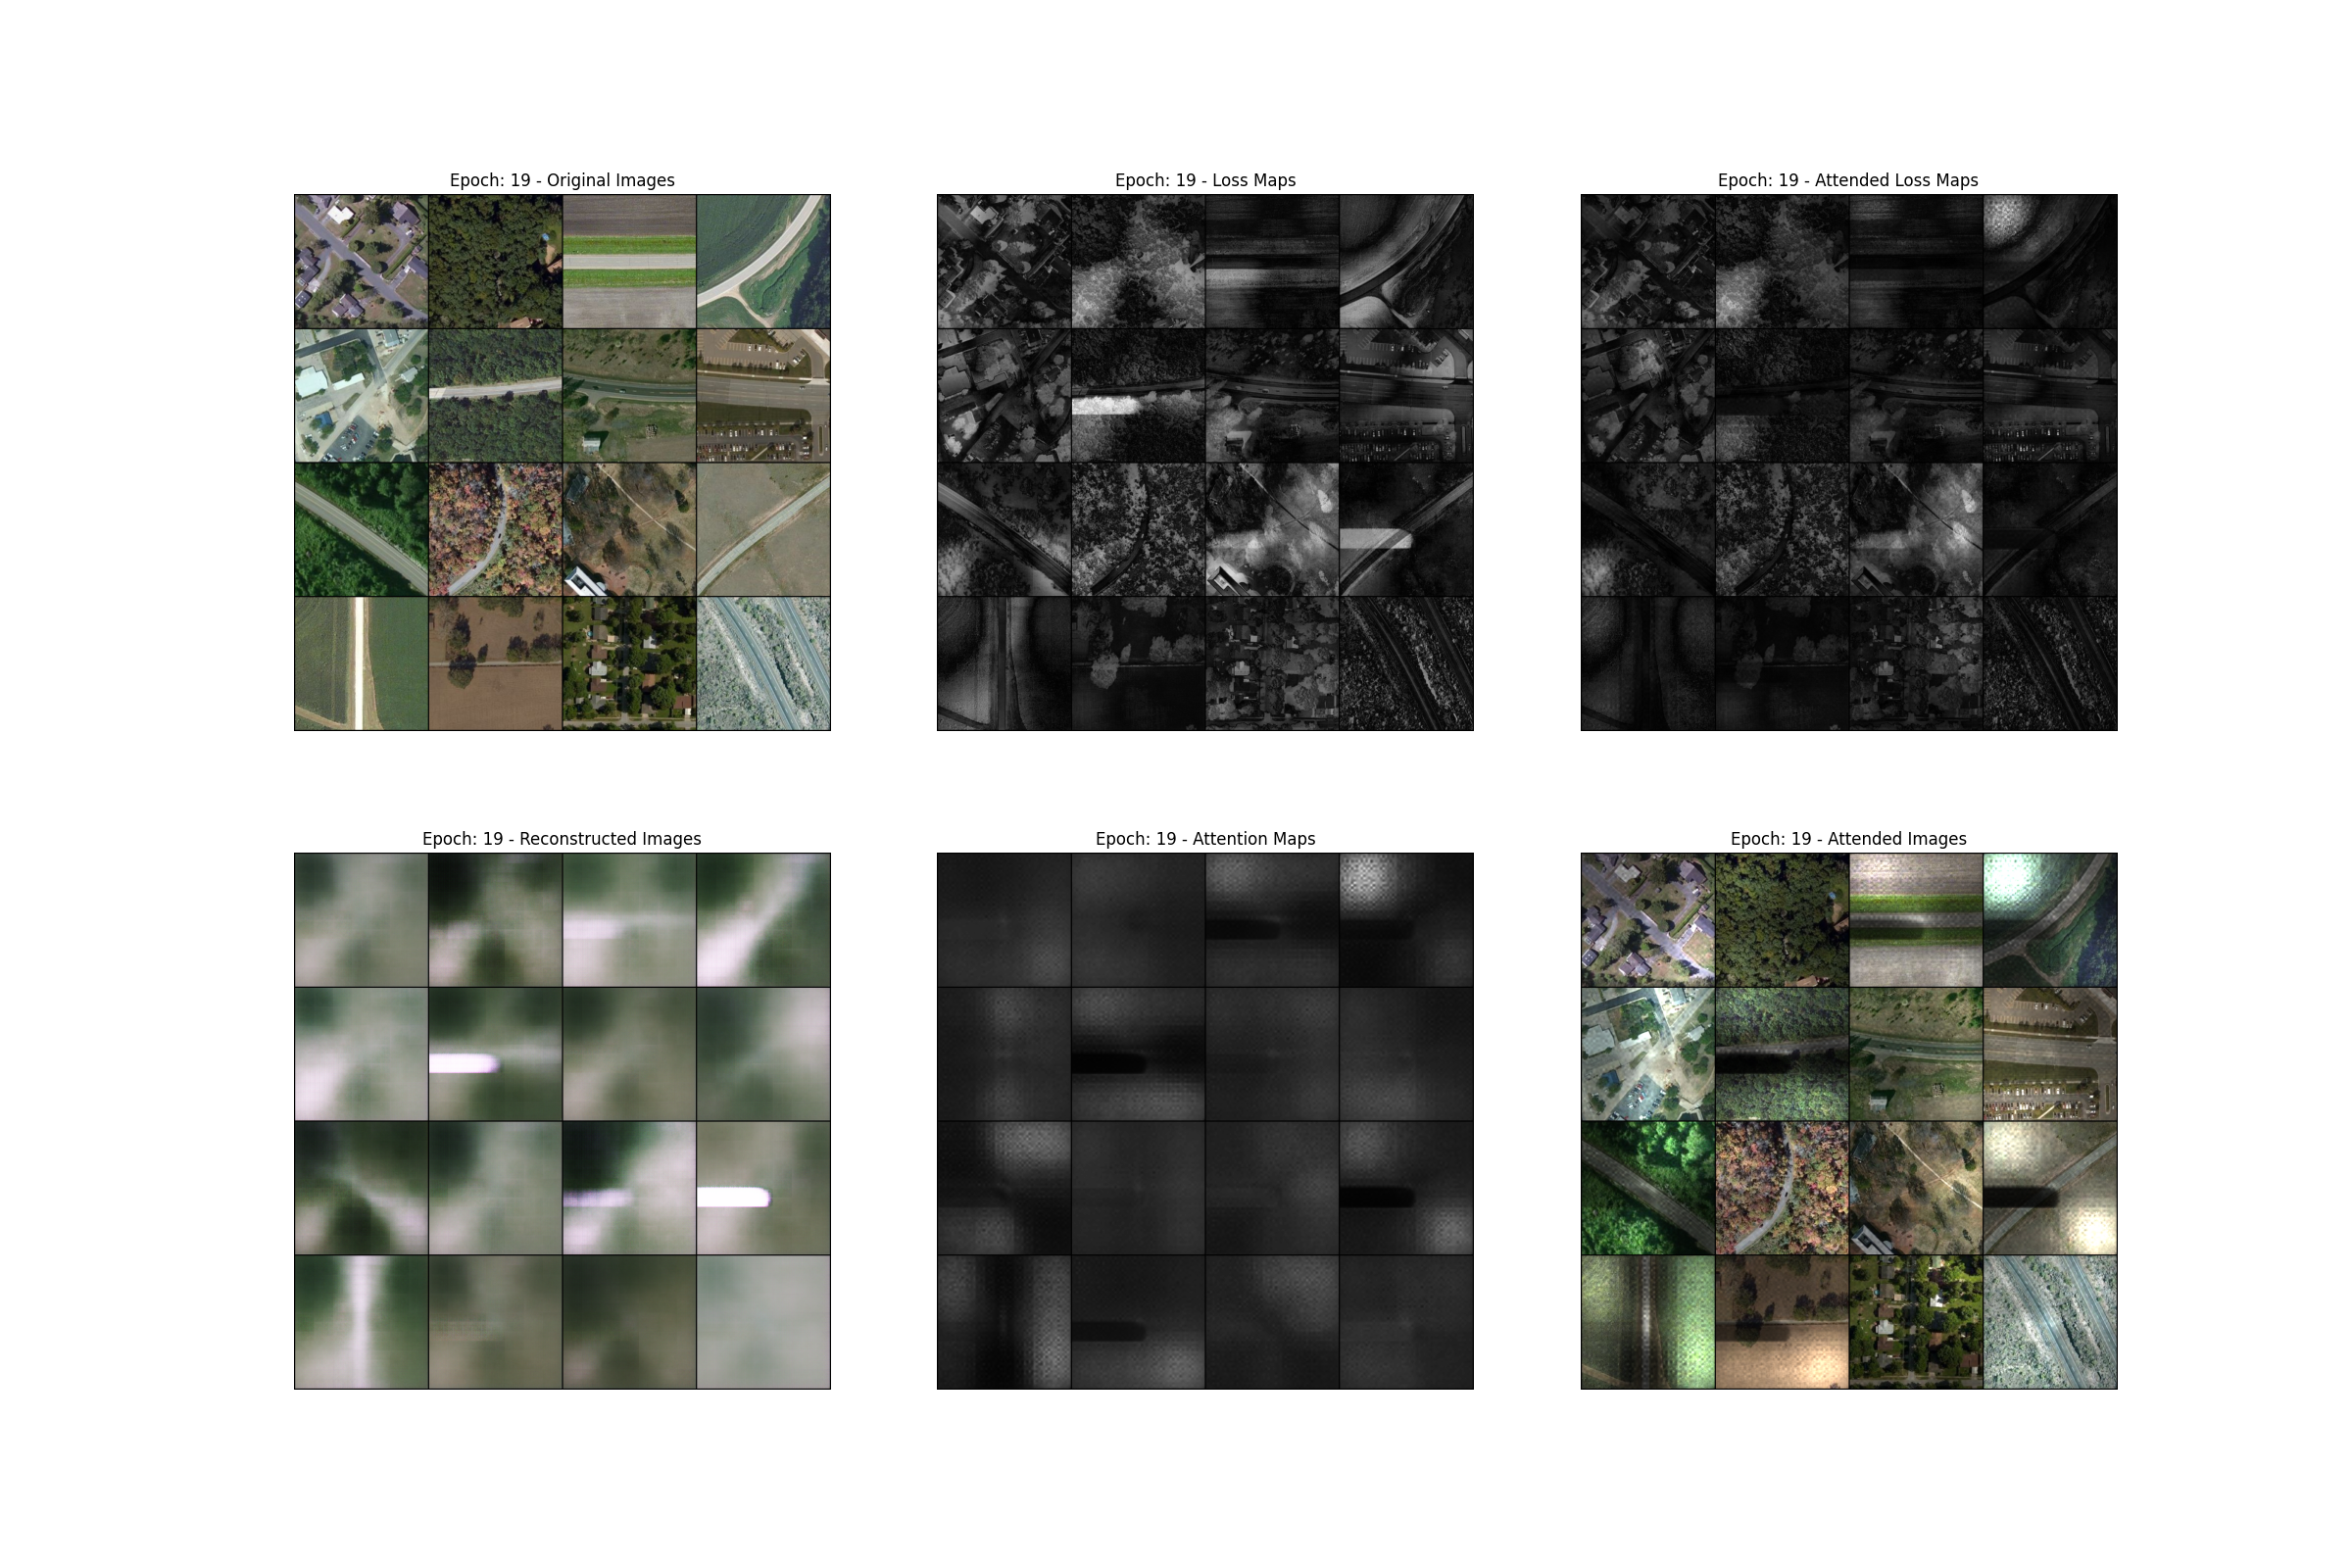 Epoch: 19 - Original Images
Epoch: 19 - Loss Maps
Epoch: 19 - Attended Loss Maps
Epoch: 19 - Reconstructed Images
Epoch: 19 - Attention Maps
Epoch: 19 - Attended Images